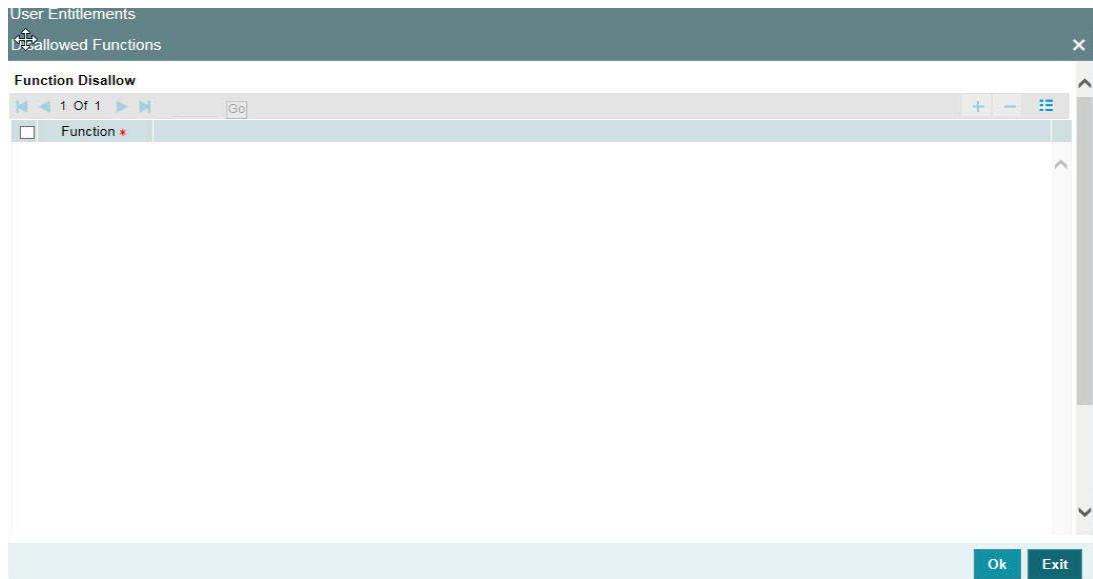 User Entitlements
Disallowed Functions
Function Disallow
1 Of 1 Go
Function *
Ok Exit